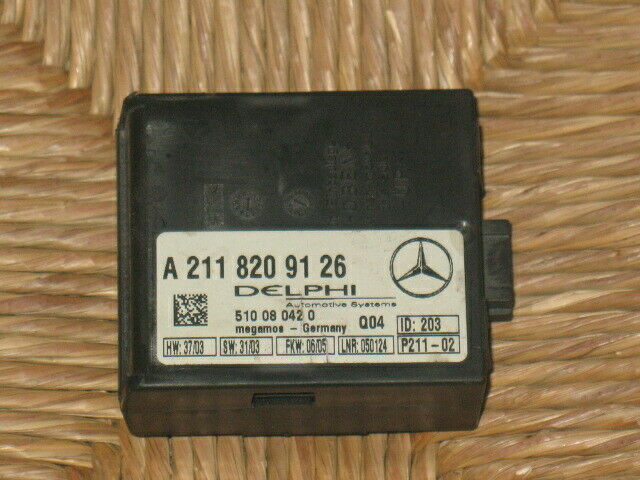 A 211 820 91 26
DELPHI
Automotive Systems
510 08 042 0
megamos - Germany
Q04
ID: 203
HW: 37/03
SW: 31/03
FKW: 06/05
LNR: 050124
P211-02